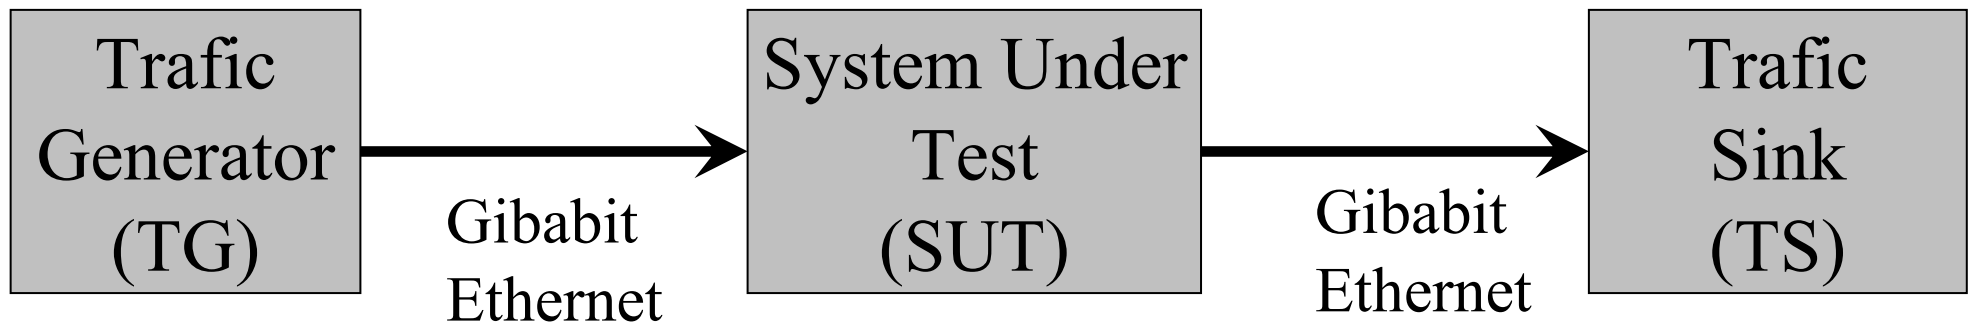 Trafic
Generator
(TG)
Gibabit
Ethernet
System Under
Test
(SUT)
Gibabit
Ethernet
Trafic
Sink
(TS)